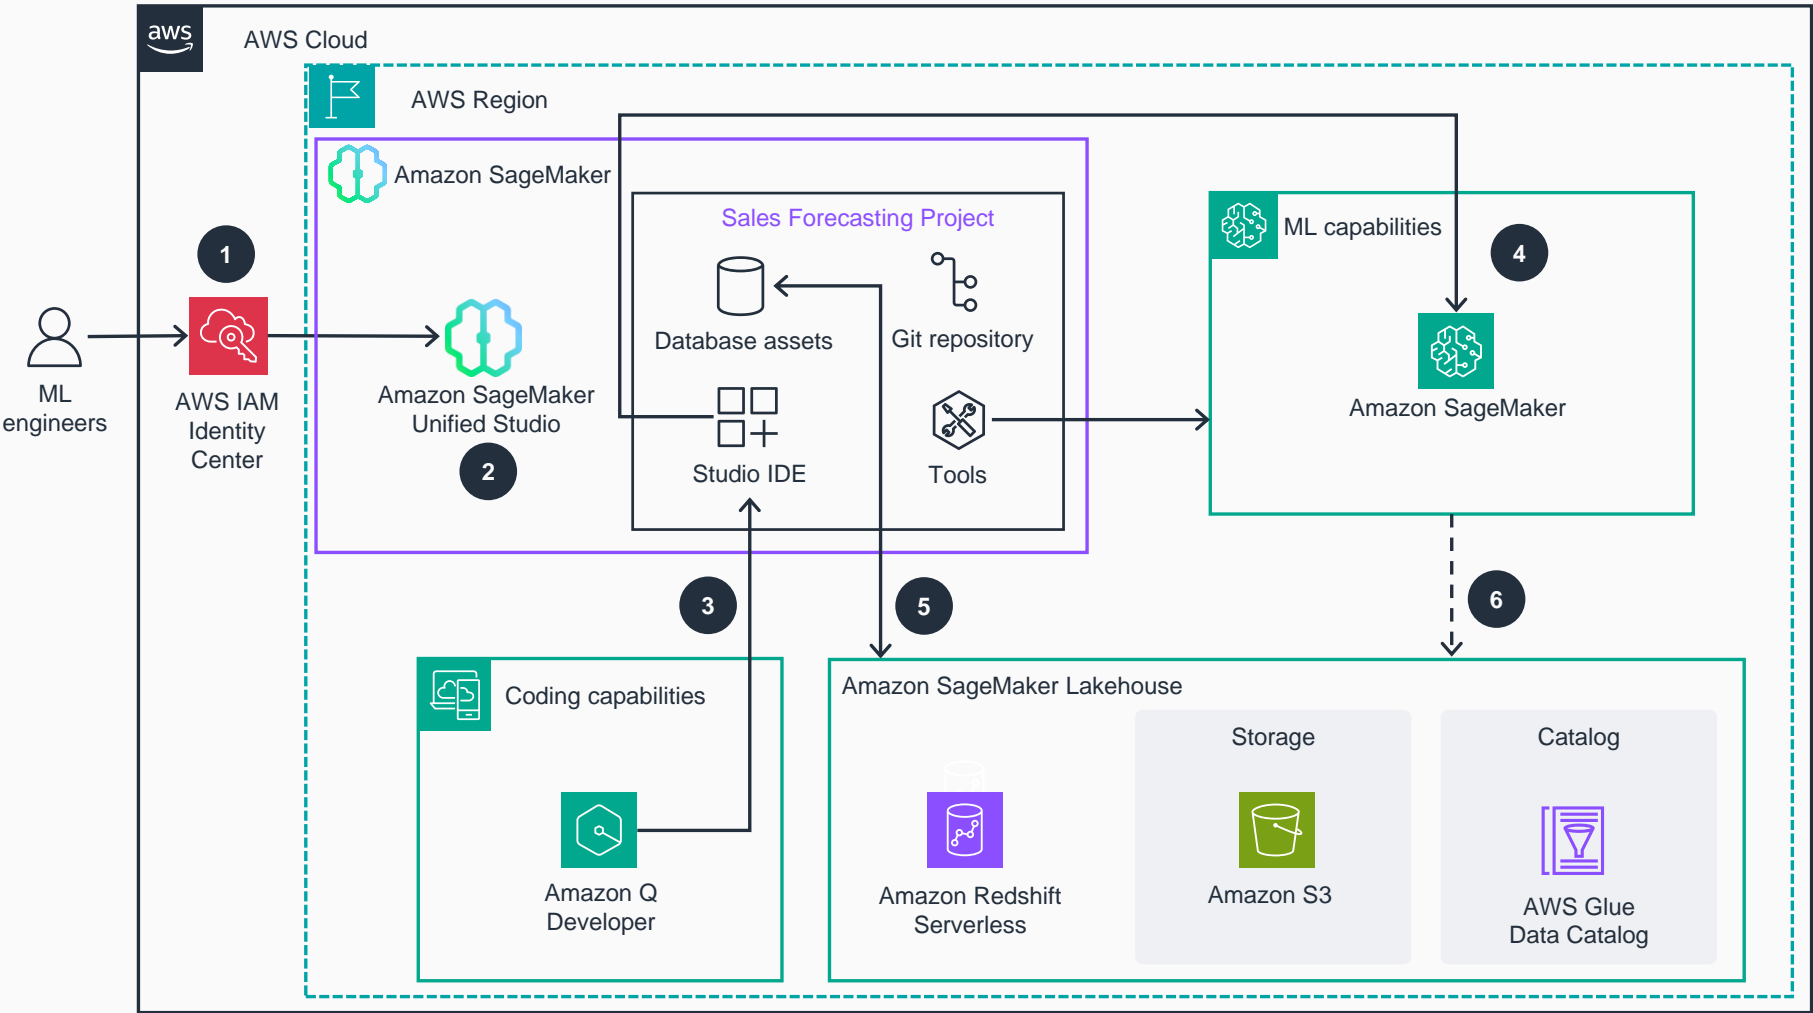 aws
AWS Cloud
AWS Region
Amazon SageMaker
Sales Forecasting Project
ML capabilities
1
4
Database assets
Git repository
ML
engineers
AWS IAM
Identity
Center
Amazon SageMaker
Unified Studio
2
Studio IDE
Tools
Amazon SageMaker
3
5
6
Coding capabilities
Amazon Q
Developer
Amazon SageMaker Lakehouse
Storage
Catalog
Amazon Redshift
Serverless
Amazon S3
AWS Glue
Data Catalog